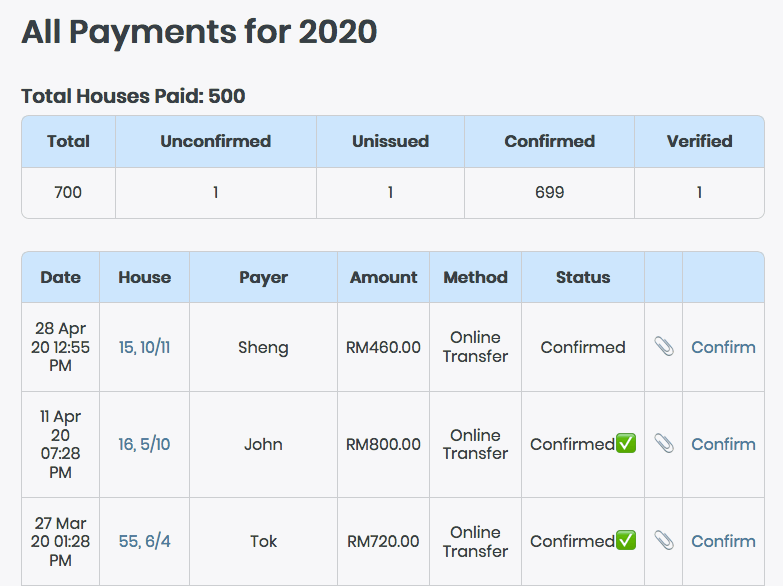 All Payments for 2020
Total Houses Paid: 500
Total Unconfirmed Unissued Confirmed Verified
700 1 1 699 1
Date House Payer Amount Method Status
28 Apr
20 12:55
PM
15, 10/11
Sheng
RM460.00
Online
Transfer
Confirmed
Confirm
11 Apr
20
07:28
PM
16, 5/10
John
RM800.00
Online
Transfer
Confirmed✅
Confirm
27 Mar
20 01:28
PM
55, 6/4
Tok
RM720.00
Online
Transfer
Confirmed✅
Confirm